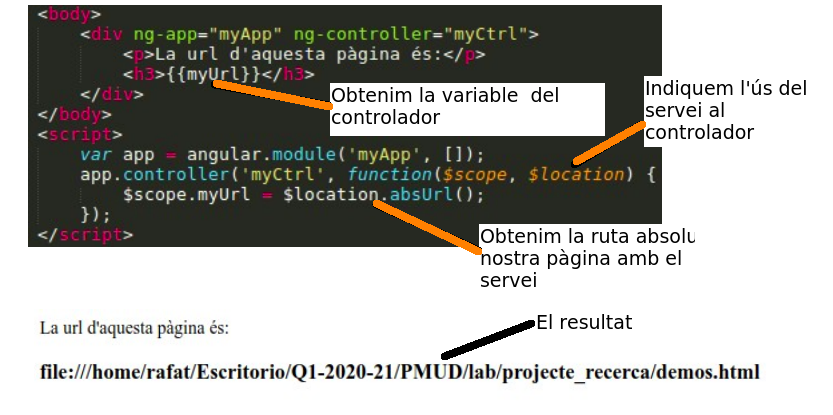 <body>
<div ng-app="myApp" ng-controller="myCtrl">
<p>La url d'aquesta pàgina és:</p>
<h3>{{myUrl}}</h3>
</div>
</body>
<script>
var app = angular.module('myApp', []);
app.controller('myCtrl', function($scope, $location) {
$scope.myUrl = $location.absUrl();
});
</script>
Obtenim la variable  del
controlador
Indiquem l'ús del
servei al
controlador
Obtenim la ruta
nostra pàgina amb el
servei
El resultat
La url d'aquesta pàgina és:
file:///home/rafat/Escritorio/Q1-2020-21/PMUD/lab/projecte_recerca/demos.html